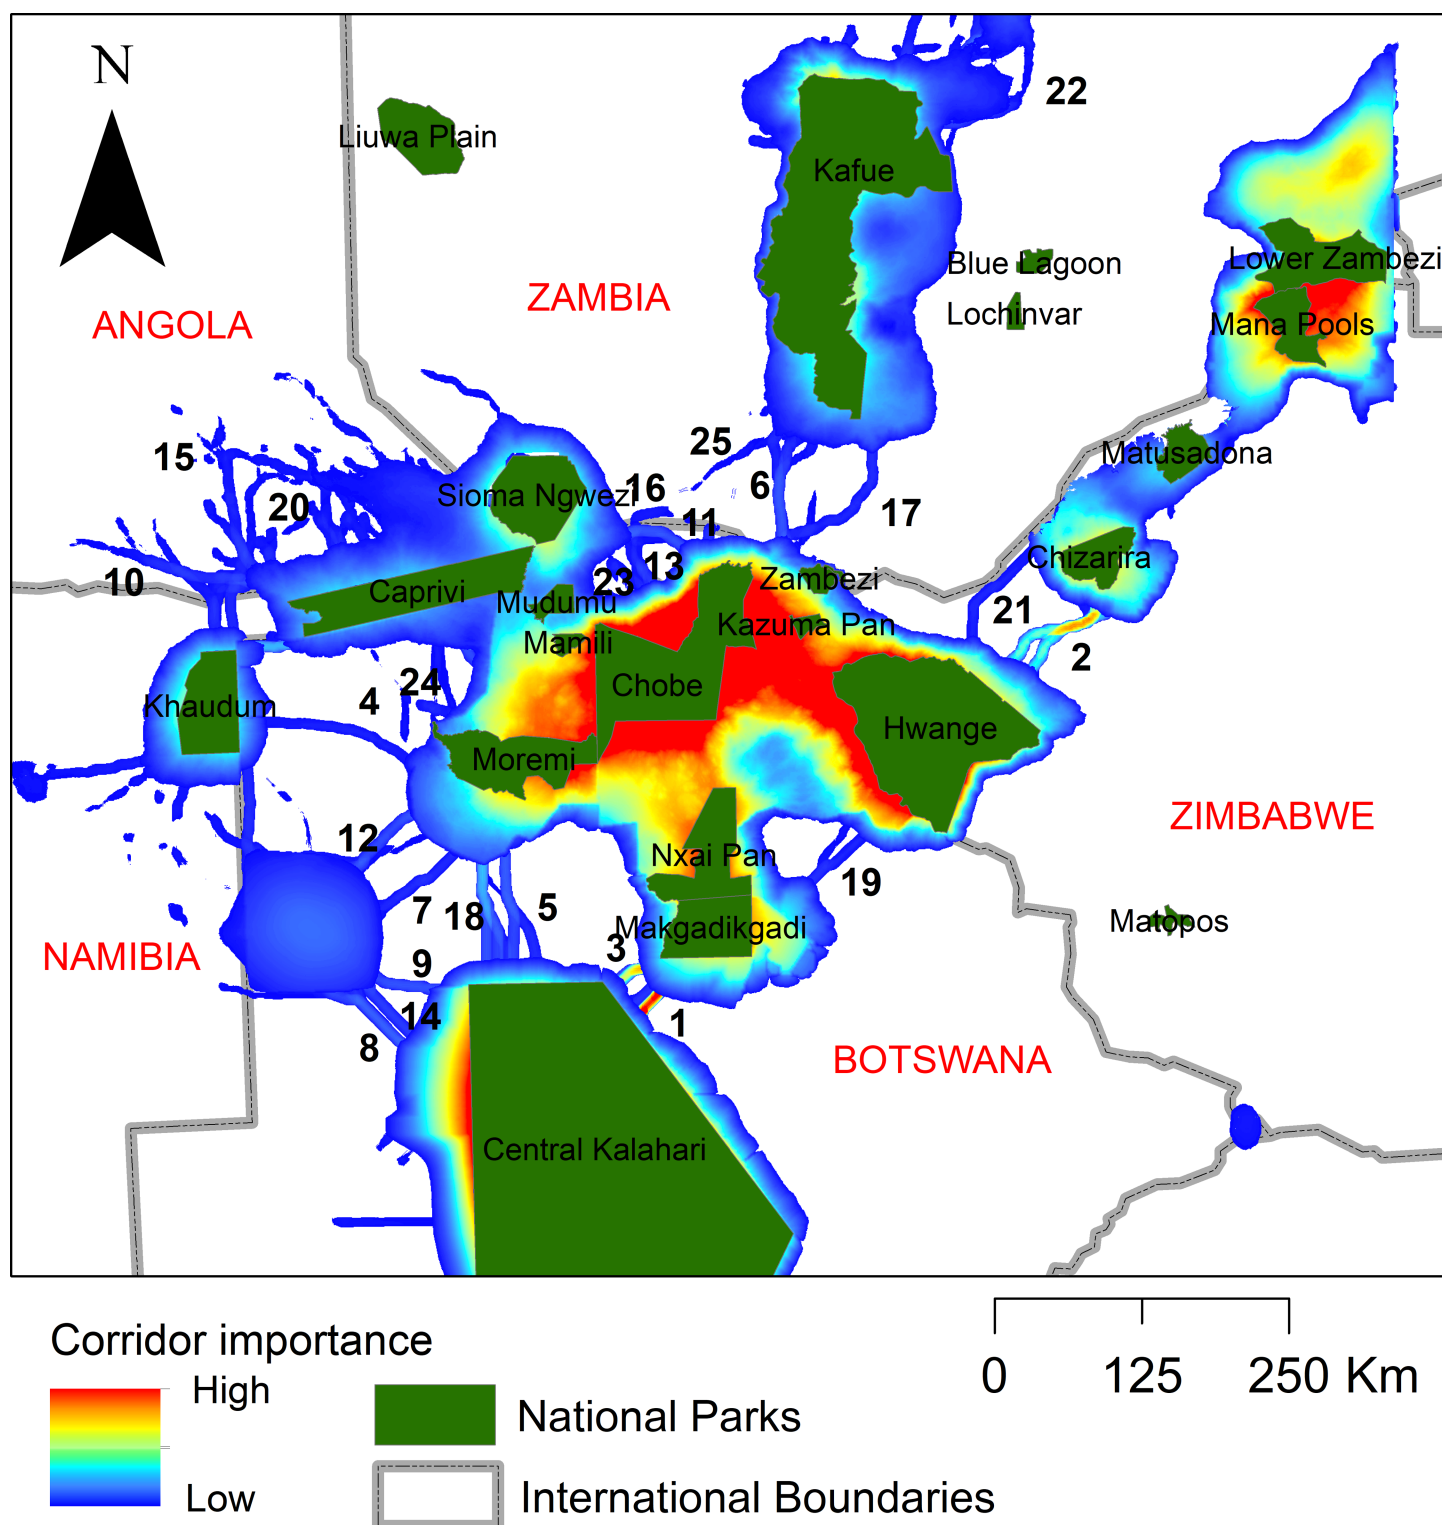 N
22
Liuwa Plain
Kafue
Blue Lagoon
Lower Zambezi
ZAMBIA
Lochinvar
Mana Pools
ANGOLA
25
15
Matusadona
Sioma Ngwezi
16
6
20
17
11
Chizarira
13
Zambezi
10
23
Caprivi
Mudumu
21
Kazuma Pan
Mamili
2
24
Chobe
4
Khaudum
Hwange
Moremi
ZIMBABWE
12
Nxai Pan
19
7
18
5
Matopos
Makgadikgadi
3
NAMIBIA
9
14
1
8
BOTSWANA
Central Kalahari
Corridor importance
High
Low
National Parks
International Boundaries
0 125 250 Km